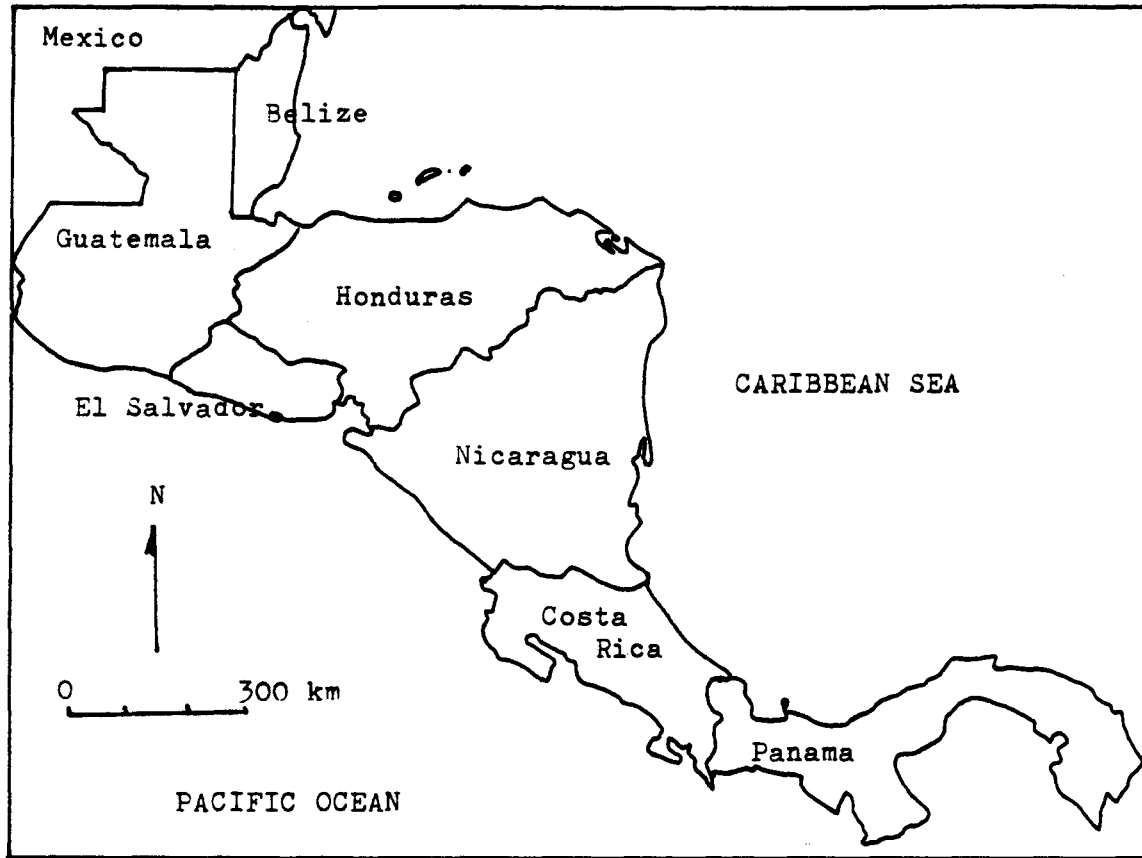 Mexico
Belize
Guatemala
Honduras
CARIBBEAN SEA
El Salvador
Nicaragua
N
Costa
Rica
0 300 km
Panama
PACIFIC OCEAN